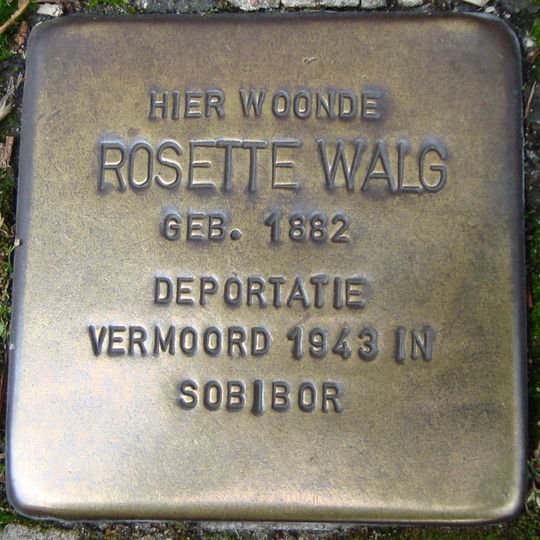 HIER WOONDE
ROSETTE WALG
GEB. 1882
DEPORTATIE
VERMOORD 1943 IN
SOBIBOR